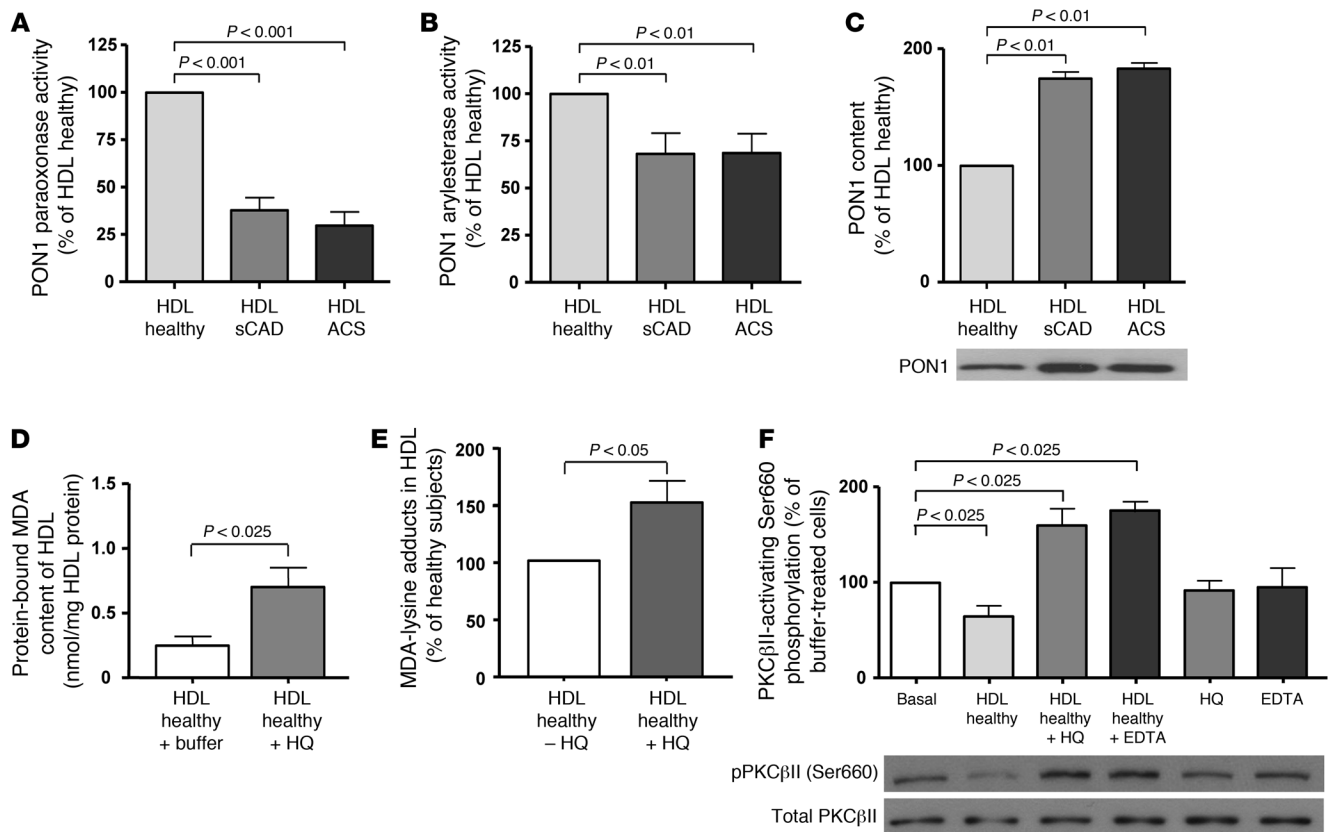 A
PON1 paraoxonase activity
(% of HDL healthy)
125
100
75
50
25
0
P < 0.001
P < 0.001
HDL
healthy
HDL
sCAD
HDL
ACS
B
PON1 arylesterase activity
(% of HDL healthy)
125
100
75
50
25
0
P < 0.01
P < 0.01
HDL
healthy
HDL
sCAD
HDL
ACS
C
PON1 content
(% of HDL healthy)
200
100
0
P < 0.01
P < 0.01
HDL
healthy
HDL
sCAD
HDL
ACS
PON1
D
Protein-bound MDA
content of HDL
(nmol/mg HDL protein)
1.5
1.0
0.5
0
P < 0.025
HDL
healthy
+ buffer
HDL
healthy
+ HQ
E
MDA-lysine adducts in HDL
(% of healthy subjects)
200
150
100
50
0
P < 0.05
HDL
healthy
– HQ
HDL
healthy
+ HQ
F
PKCβII-activating Ser660
phosphorylation (% of
buffer-treated cells)
200
100
0
P < 0.025
P < 0.025
P < 0.025
Basal
HDL
healthy
HDL
healthy
+ HQ
HDL
healthy
+ EDTA
HQ
EDTA
pPKCβII (Ser660)
Total PKCβII